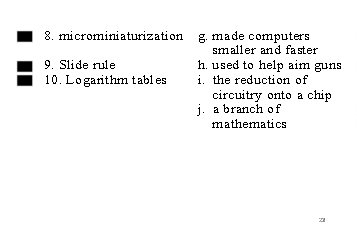 8. microminiaturization g. made computers
smaller and faster
9. Slide rule h. used to help aim guns
10. Logarithm tables i. the reduction of
circuitry onto a chip
j. a branch of
mathematics